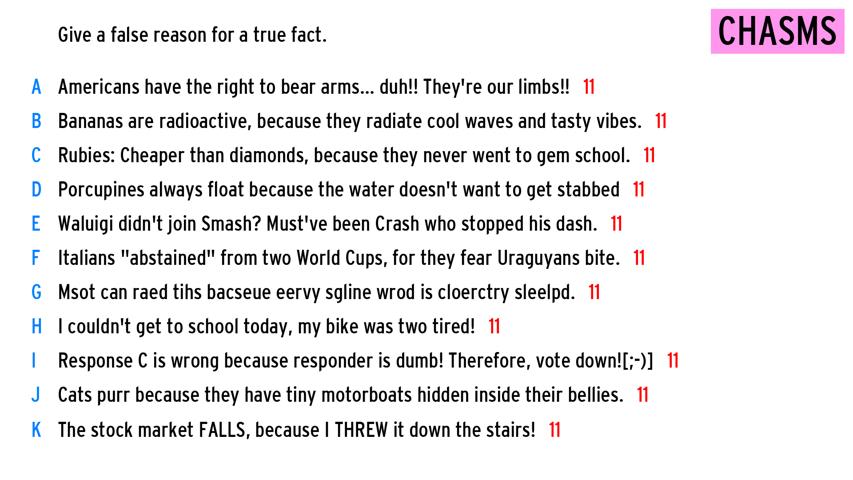 Give a false reason for a true fact.
CHASMS
A Americans have the right to bear arms... duh!! They're our limbs!! 11
B Bananas are radioactive, because they radiate cool waves and tasty vibes. 11
C Rubies: Cheaper than diamonds, because they never went to gem school. 11
D Porcupines always float because the water doesn't want to get stabbed 11
E Waluigi didn't join Smash? Must've been Crash who stopped his dash. 11
F Italians "abstained" from two World Cups, for they fear Uraguyans bite. 11
G Msot can raed tihs bacseue eervy sgline wrod is cloerctry sleelpd. 11
H I couldn't get to school today, my bike was two tired! 11
I Response C is wrong because responder is dumb! Therefore, vote down![;-)] 11
J Cats purr because they have tiny motorboats hidden inside their bellies. 11
K The stock market FALLS, because I THREW it down the stairs! 11